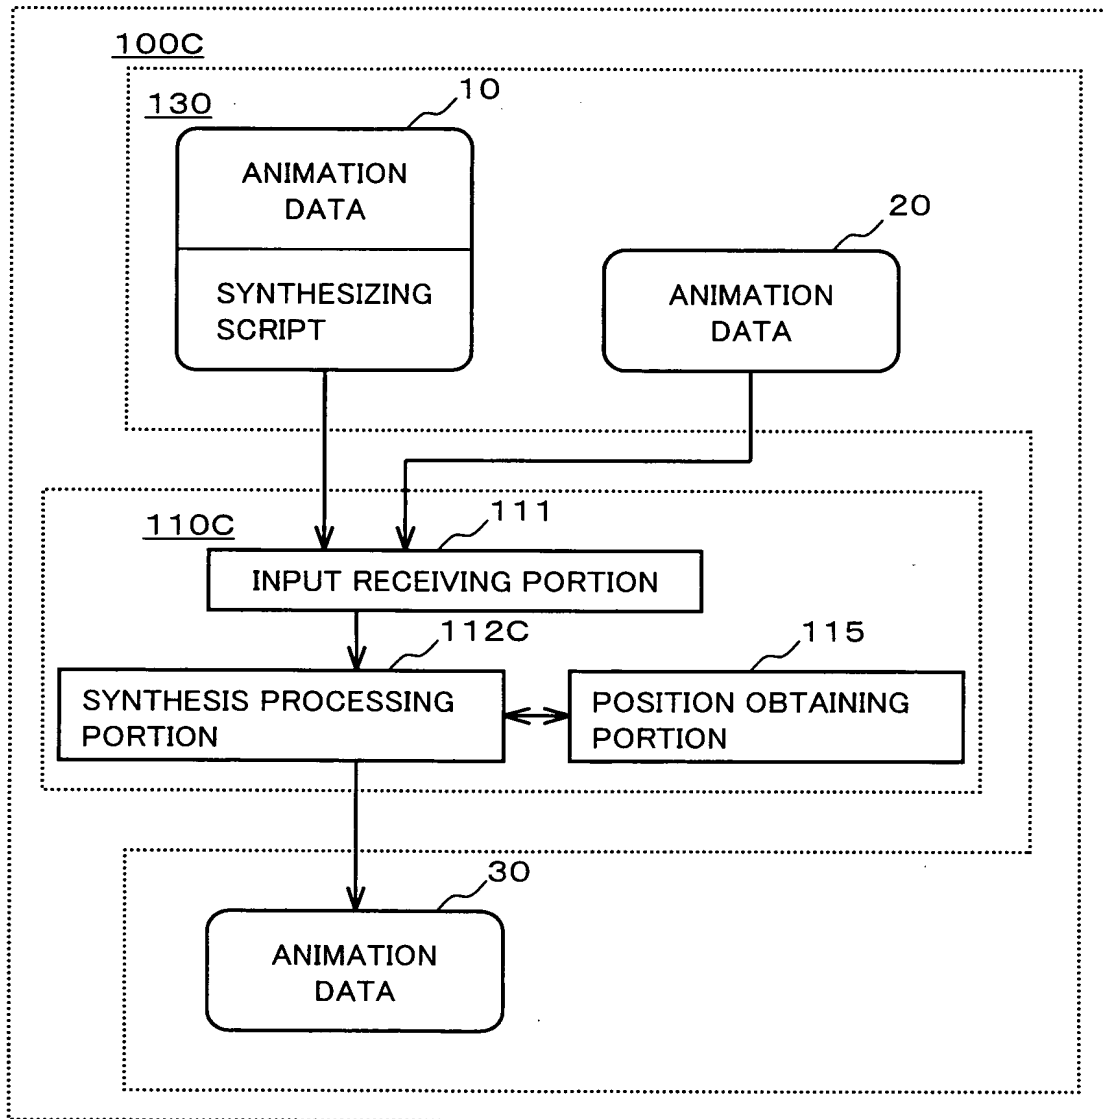 100C
130
10
ANIMATION
DATA
SYNTHESIZING
SCRIPT
20
ANIMATION
DATA
110C
111
INPUT RECEIVING PORTION
112C
SYNTHESIS PROCESSING
PORTION
115
POSITION OBTAINING
PORTION
30
ANIMATION
DATA